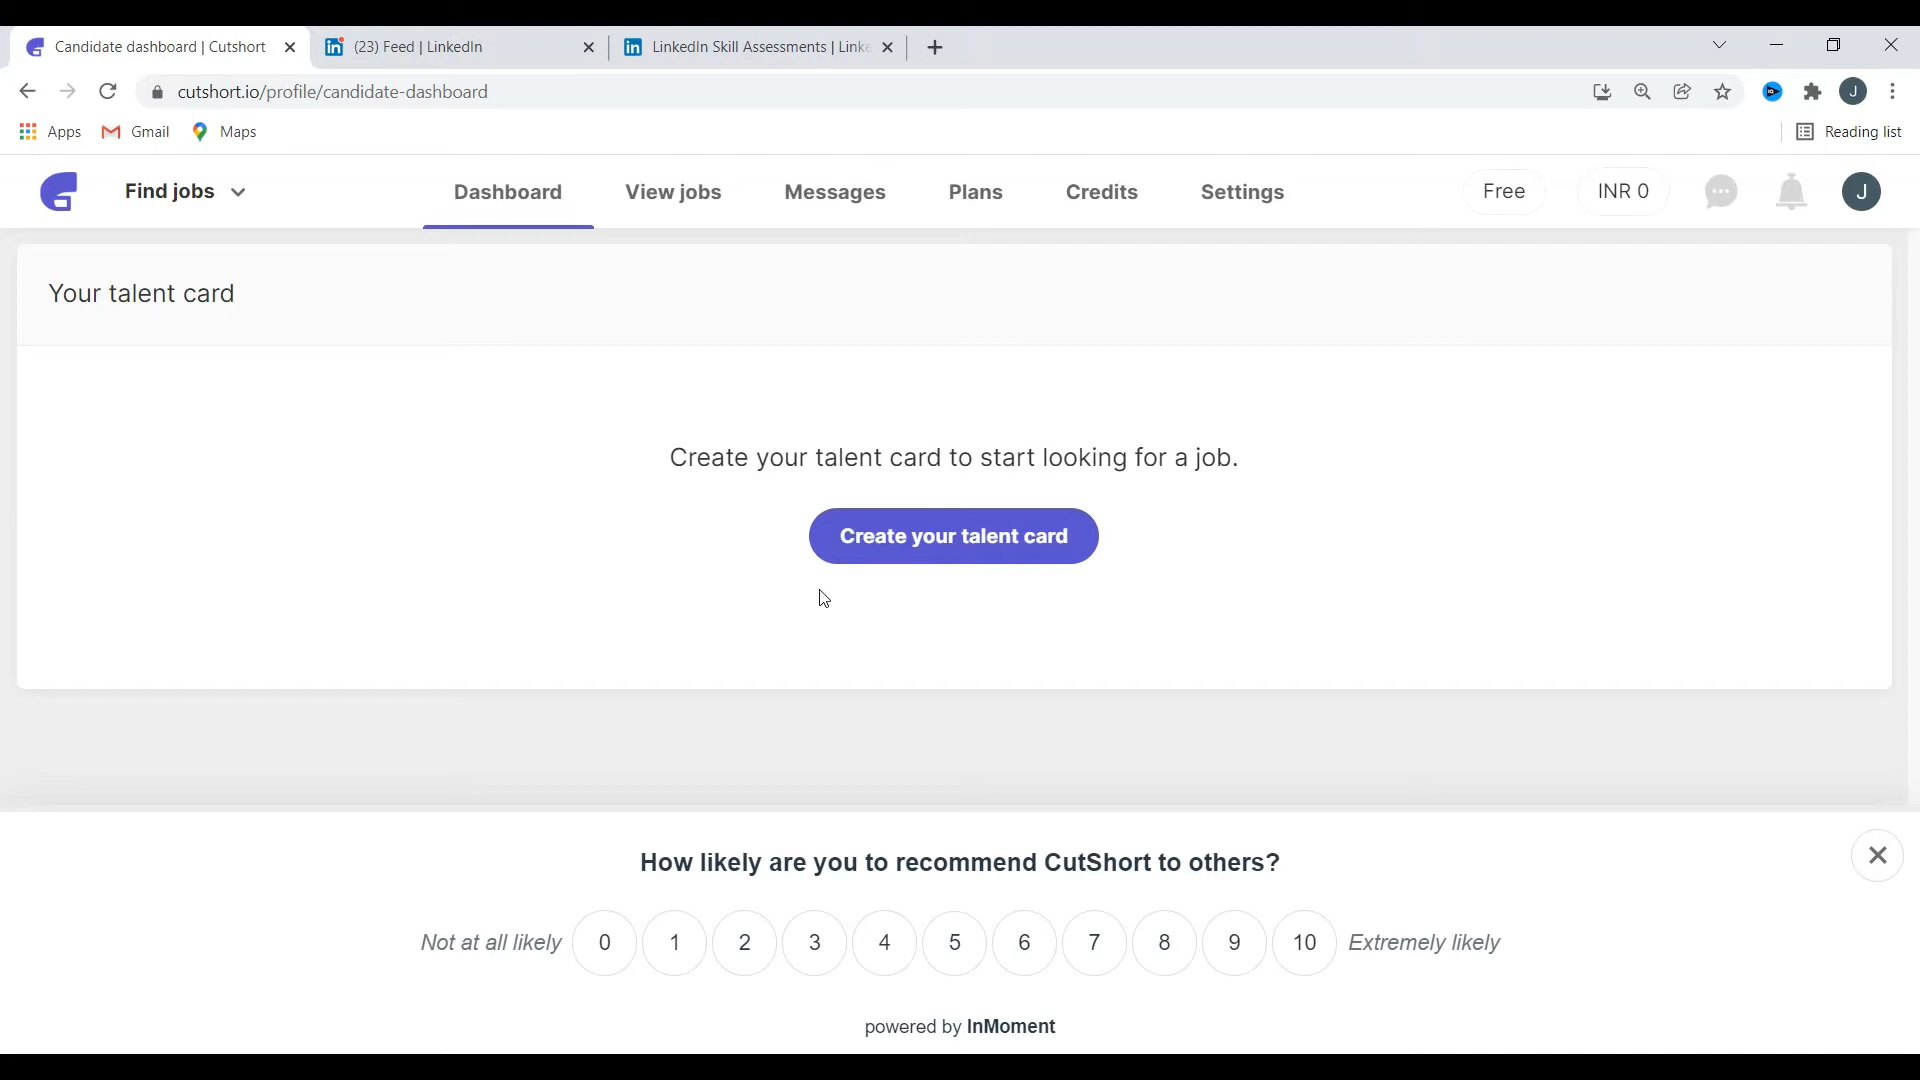 Candidate dashboard | Cutshort
(23) Feed | LinkedIn
LinkedIn Skill Assessments | Linke
cutshort.io/profile/candidate-dashboard
J
Apps
Gmail
Maps
Reading list
Find jobs
Dashboard
View jobs
Messages
Plans
Credits
Settings
Free
INR 0
J
Your talent card
Create your talent card to start looking for a job.
Create your talent card
How likely are you to recommend CutShort to others?
Not at all likely 0 1 2 3 4 5 6 7 8 9 10 Extremely likely
powered by InMoment